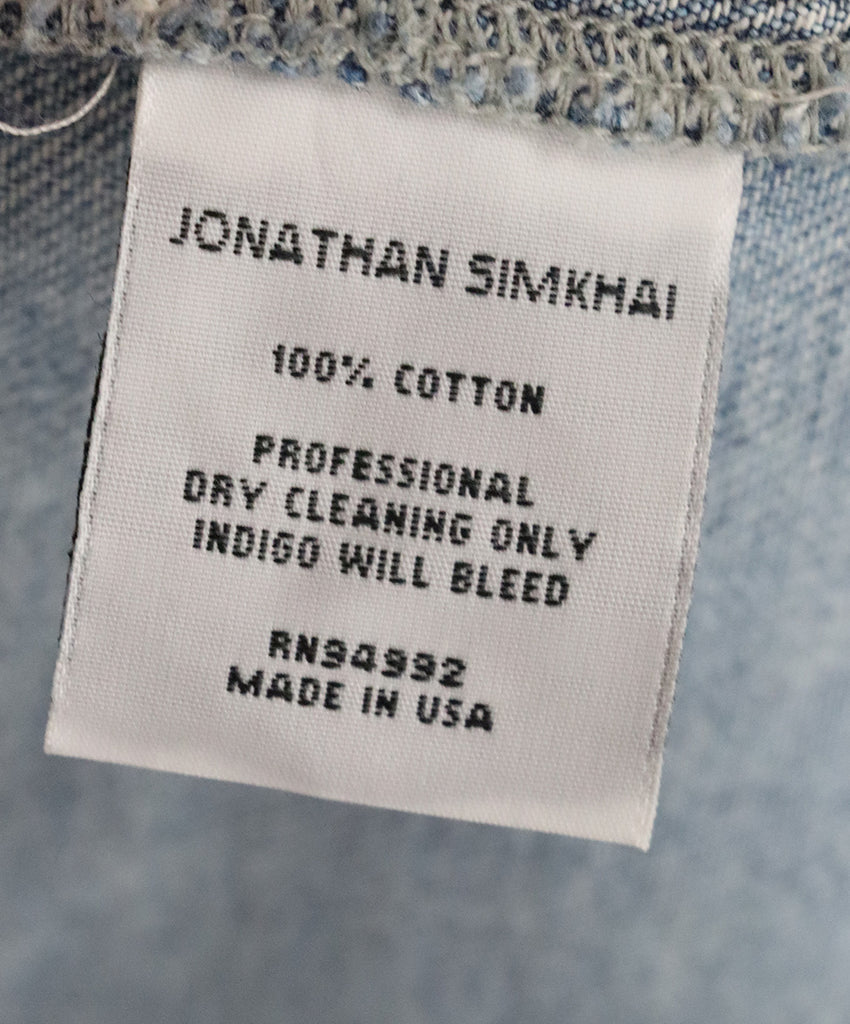 JONATHAN SIMKHAI
100% COTTON
PROFESSIONAL
DRY CLEANING ONLY
INDIGO WILL BLEED
RN94992
MADE IN USA